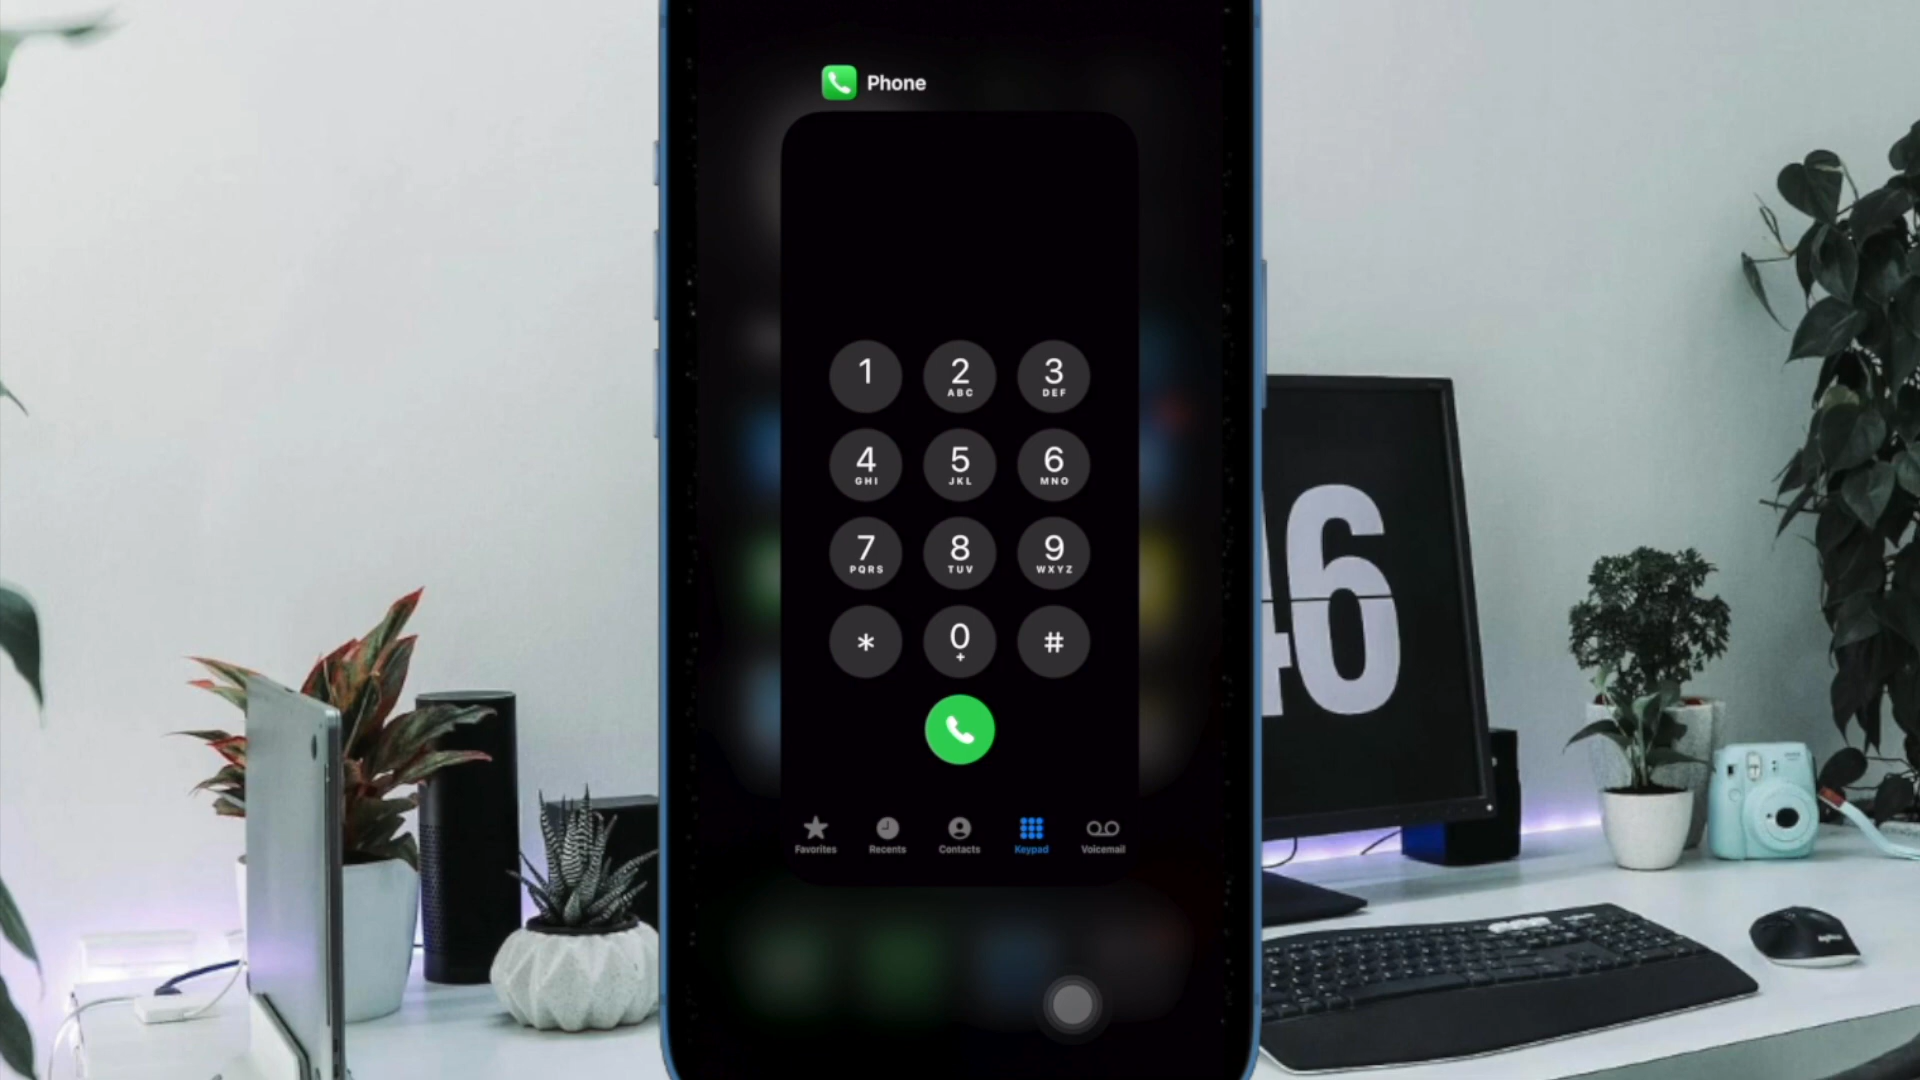 Phone
1
2
ABC
3
DEF
4
GHI
5
JKL
6
MNO
7
PQRS
8
TUV
9
WXYZ
*
0
+
#
Favorites
Recents
Contacts
Keypad
Voicemail
46
logitech